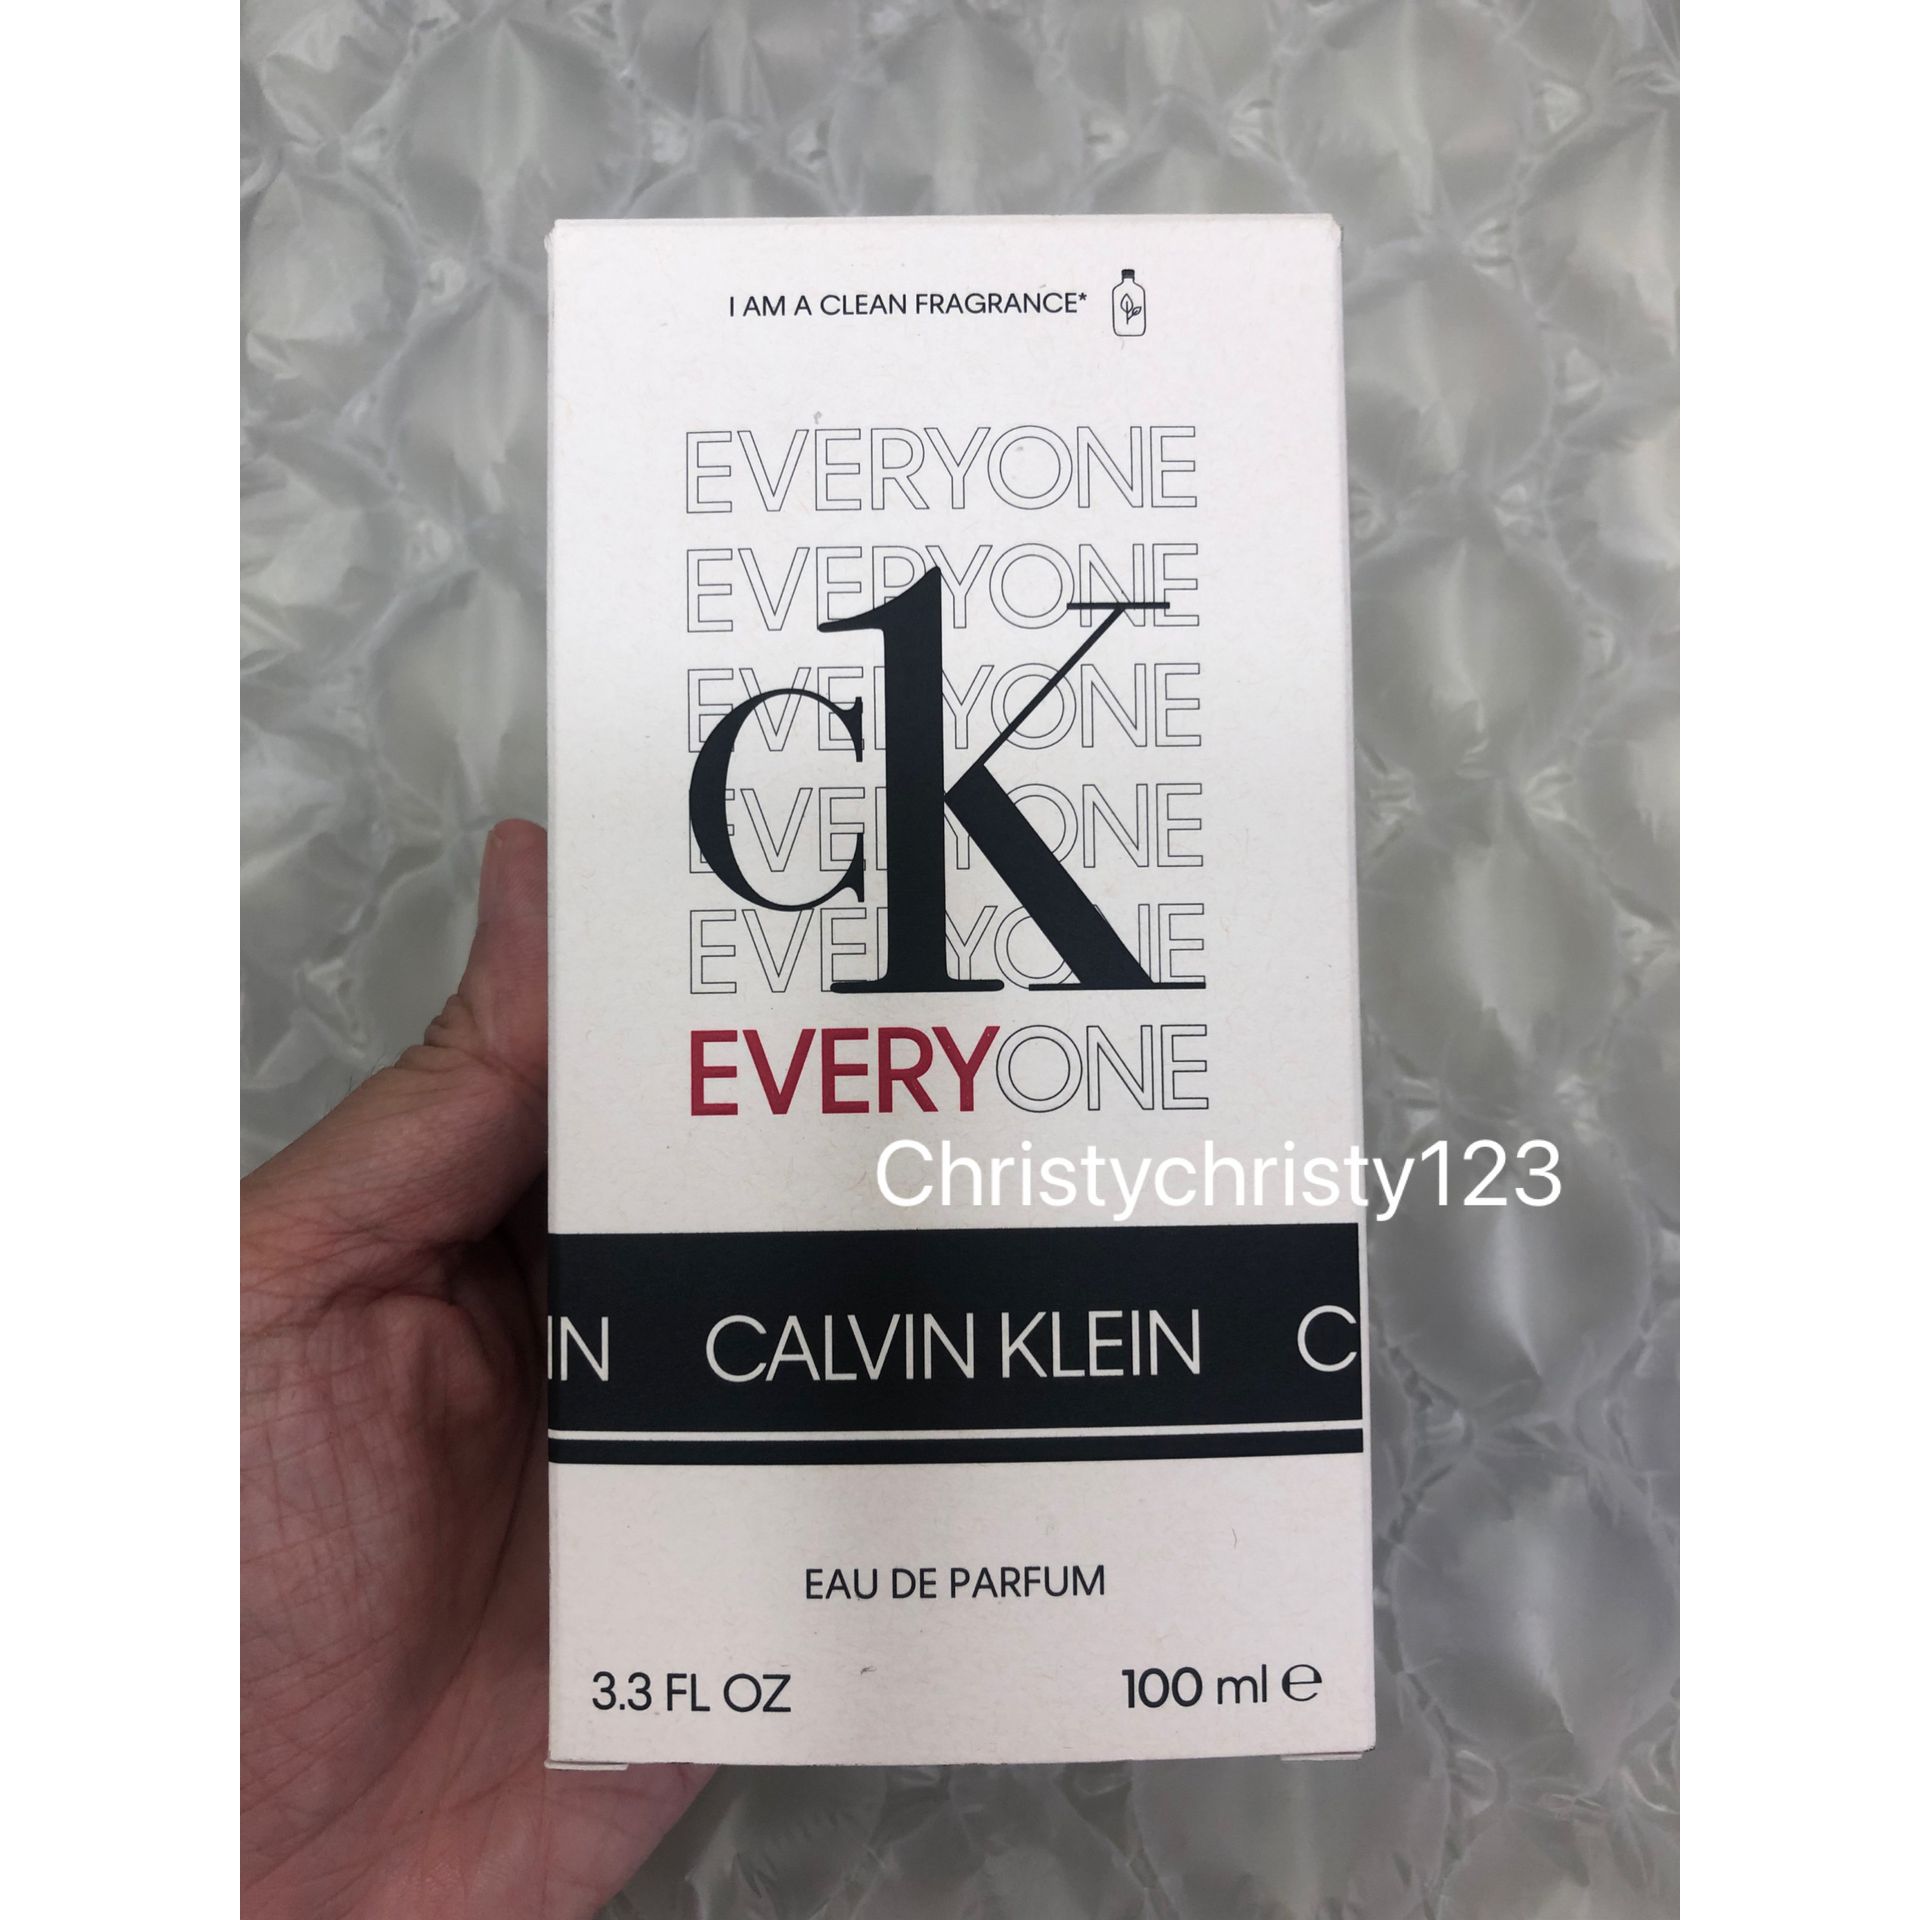 I AM A CLEAN FRAGRANCE*
EVERYONE
EVERYONE
EVERYONE
EVERYONE
EVERYONE
cK
EVERYONE
Christychristy123
IN CALVIN KLEIN C
EAU DE PARFUM
3.3 FL OZ 100 ml e